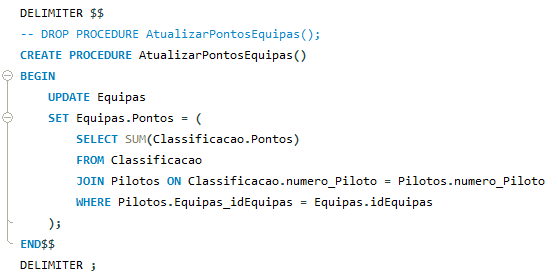 DELIMITER $$
-- DROP PROCEDURE AtualizarPontosEquipas();
CREATE PROCEDURE AtualizarPontosEquipas()
BEGIN
    UPDATE Equipas
    SET Equipas.Pontos = (
        SELECT SUM(Classificacao.Pontos)
        FROM Classificacao
        JOIN Pilotos ON Classificacao.numero_Piloto = Pilotos.numero_Piloto
        WHERE Pilotos.Equipas_idEquipas = Equipas.idEquipas
    );
END$$
DELIMITER ;